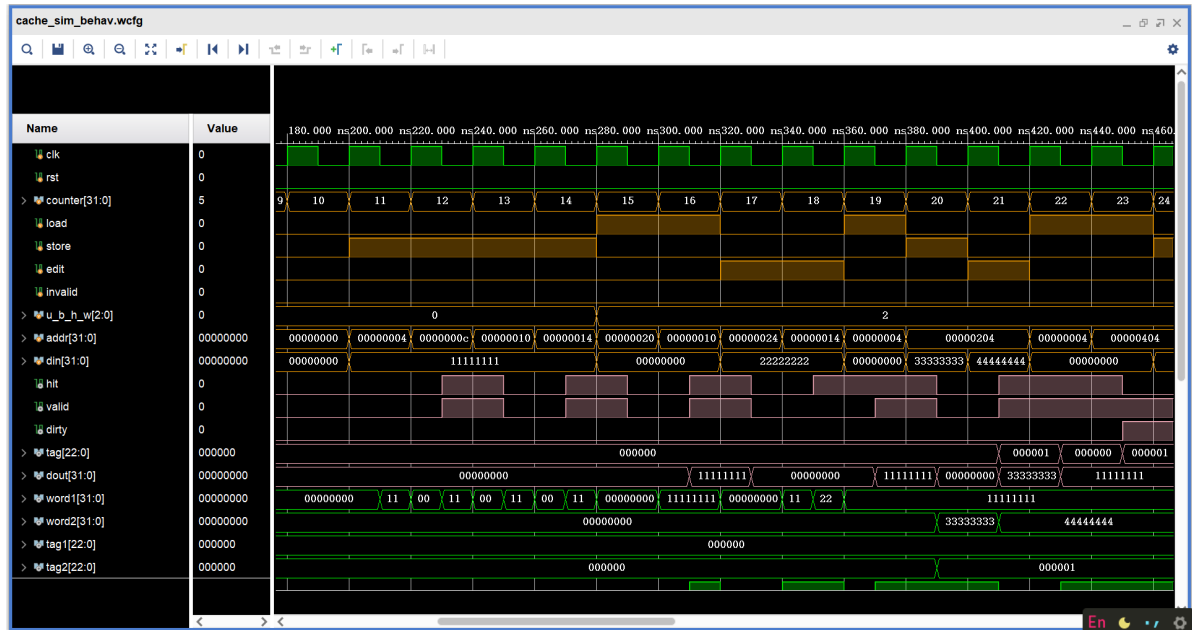 cache_sim_behav.wcfg
Name Value
180.000 ns 200.000 ns 220.000 ns 240.000 ns 260.000 ns 280.000 ns 300.000 ns 320.000 ns 340.000 ns 360.000 ns 380.000 ns 400.000 ns 420.000 ns 440.000 ns 460.
clk 0
rst 0
counter[31:0] 5 9 10 11 12 13 14 15 16 17 18 19 20 21 22 23 24
load 0
store 0
edit 0
invalid 0
u_b_h_w[2:0] 0 0 2
addr[31:0] 00000000 00000000 00000004 0000000c 00000010 00000014 00000020 00000010 00000024 00000014 00000004 00000204 00000004 00000404
din[31:0] 00000000 00000000 11111111 00000000 22222222 00000000 33333333 44444444 00000000
hit 0
valid 0
dirty 0
tag[22:0] 000000 000000 000001 000000 000001
dout[31:0] 00000000 00000000 11111111 00000000 11111111 00000000 33333333 11111111
word1[31:0] 00000000 00000000 11 00 11 00 11 00 11 00000000 11111111 00000000 11 22 11111111
word2[31:0] 00000000 00000000 33333333 44444444
tag1[22:0] 000000 000000
tag2[22:0] 000000 000000 000001
En